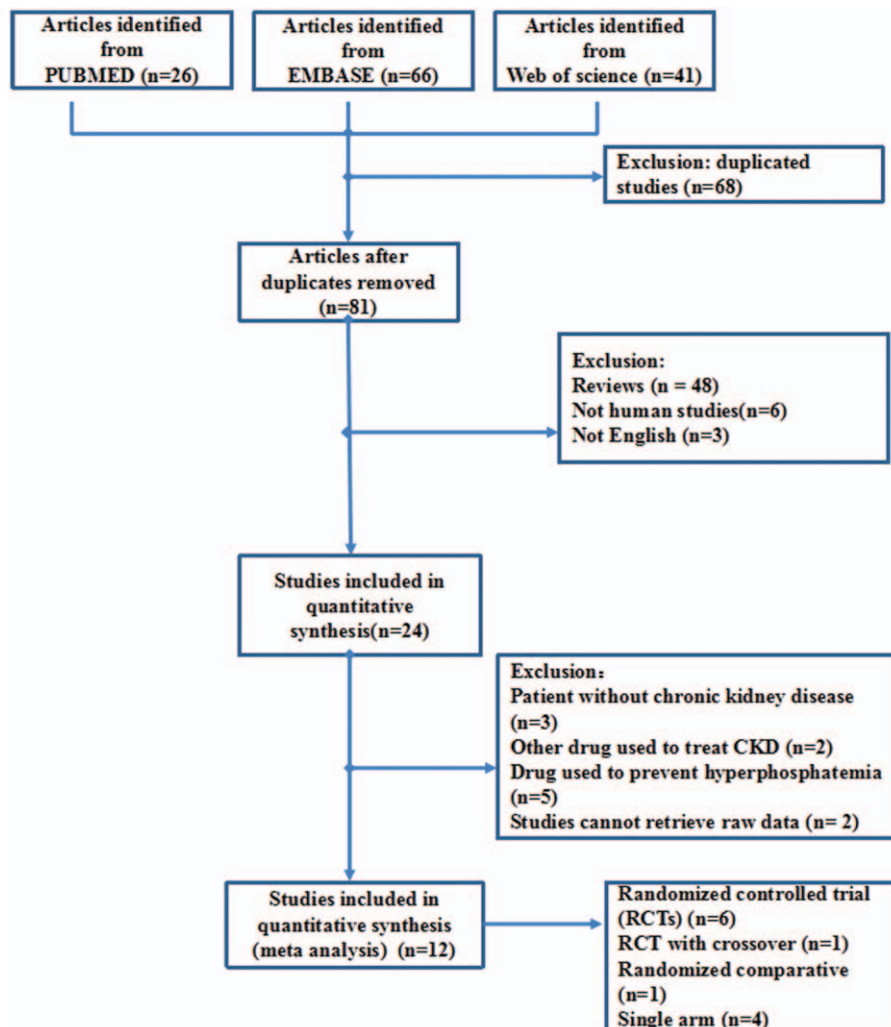 Articles identified
from
PUBMED (n=26)
Articles identified
from
EMBASE (n=66)
Articles identified
from
Web of science (n=41)
Exclusion: duplicated
studies (n=68)
Articles after
duplicates removed
(n=81)
Exclusion:
Reviews (n = 48)
Not human studies(n=6)
Not English (n=3)
Studies included in
quantitative
synthesis(n=24)
Exclusion：
Patient without chronic kidney disease
(n=3)
Other drug used to treat CKD (n=2)
Drug used to prevent hyperphosphatemia
(n=5)
Studies cannot retrieve raw data (n= 2)
Studies included in
quantitative synthesis
(meta analysis) (n=12)
Randomized controlled trial
(RCTs) (n=6)
RCT with crossover (n=1)
Randomized comparative
(n=1)
Single arm (n=4)